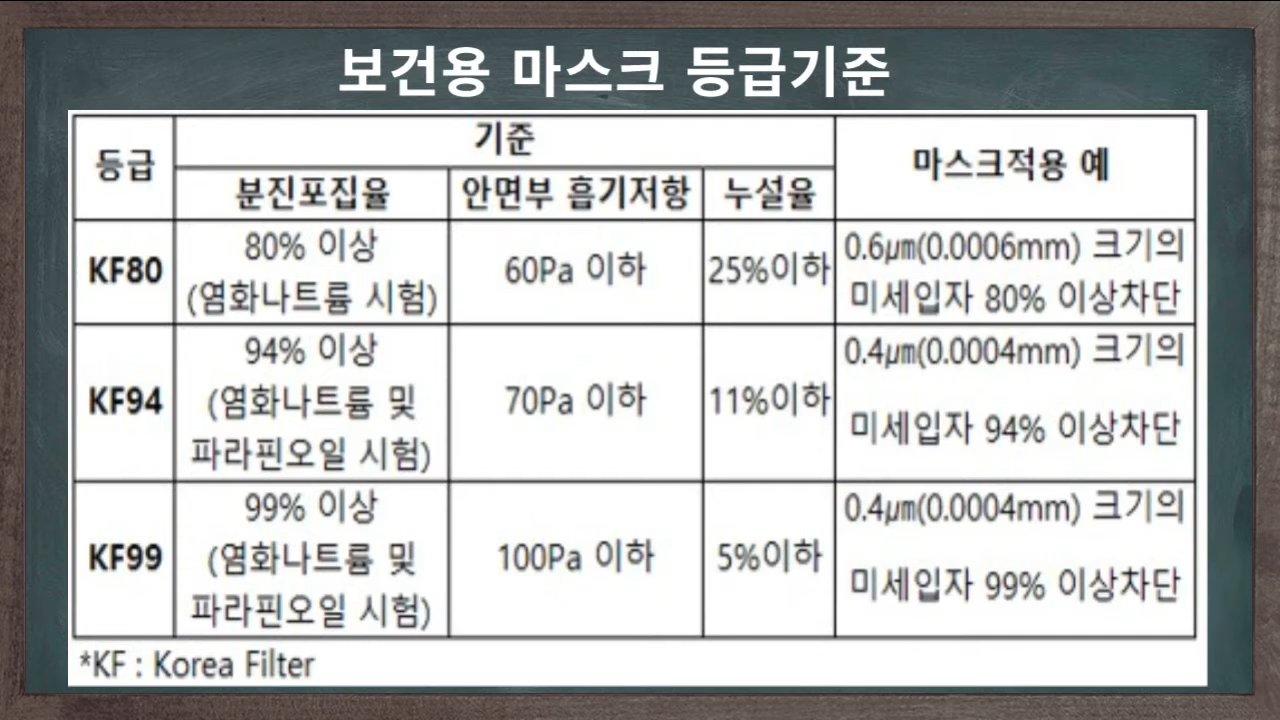 보건용 마스크 등급기준
등급
기준
마스크적용 예
분진포집율
안면부 흡기저항
누설율
KF80
80% 이상
(염화나트륨 시험)
60Pa 이하
25%이하
0.6㎛(0.0006mm) 크기의
미세입자 80% 이상차단
KF94
94% 이상
(염화나트륨 및
파라핀오일 시험)
70Pa 이하
11%이하
0.4㎛(0.0004mm) 크기의
미세입자 94% 이상차단
KF99
99% 이상
(염화나트륨 및
파라핀오일 시험)
100Pa 이하
5%이하
0.4㎛(0.0004mm) 크기의
미세입자 99% 이상차단
*KF : Korea Filter